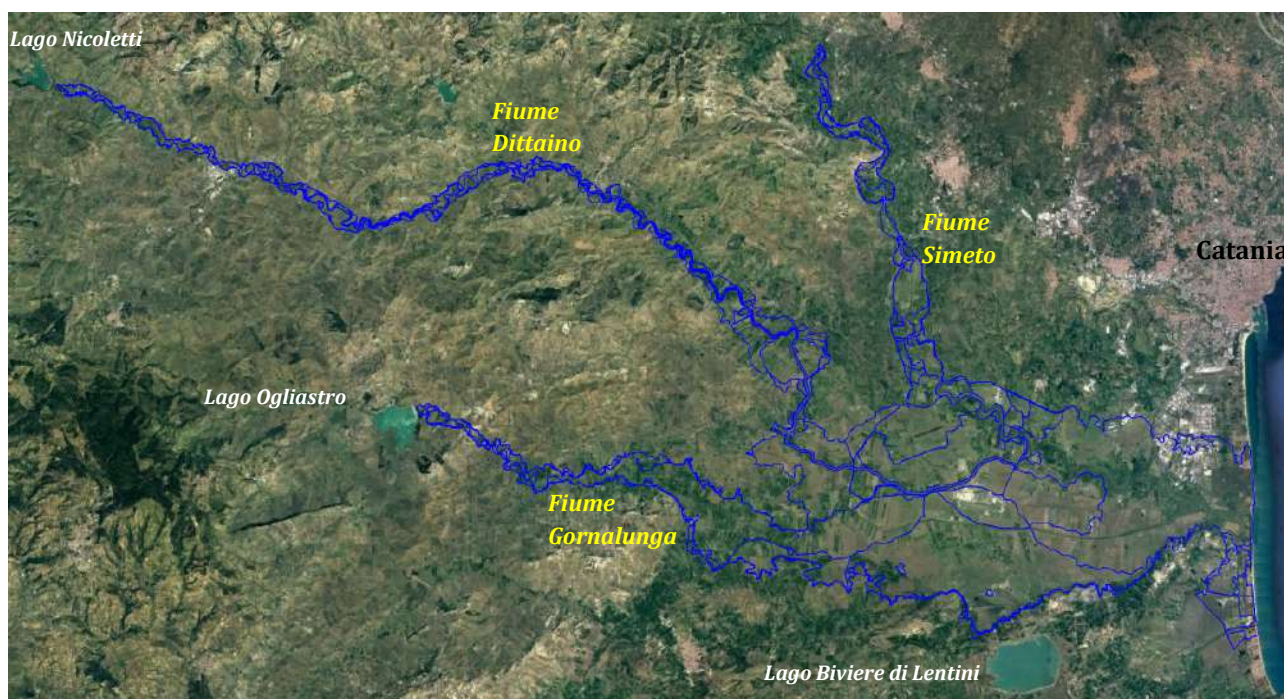 Lago Nicoletti
Fiume
Dittaino
Fiume
Simeto
Catania
Lago Ogliastro
Fiume
Gornalunga
Lago Biviere di Lentini